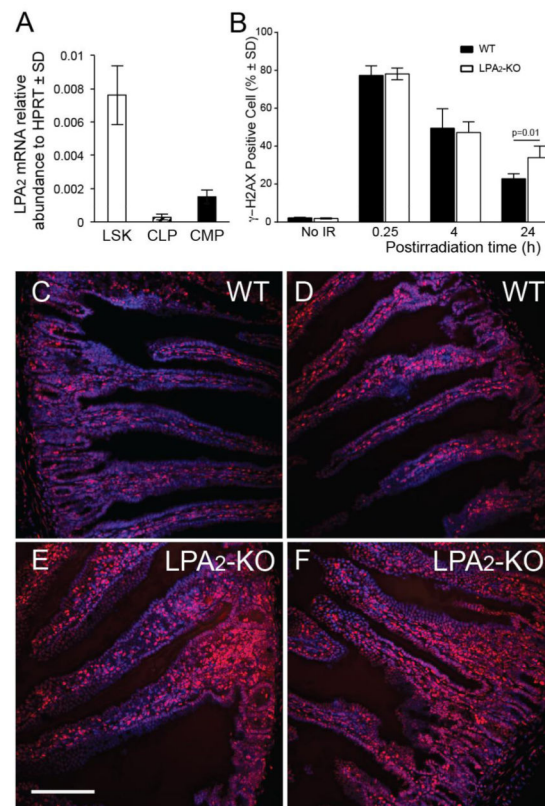 A
LPA2 mRNA relative
abundance to HPRT ± SD
0.01
0.008
0.006
0.004
0.002
0
LSK CLP CMP
B
γ-H2AX Positive Cell (% ± SD)
100
80
60
40
20
0
WT
LPA2-KO
p=0.01
No IR 0.25 4 24
Postirradiation time (h)
C WT
D WT
E LPA2-KO
F LPA2-KO